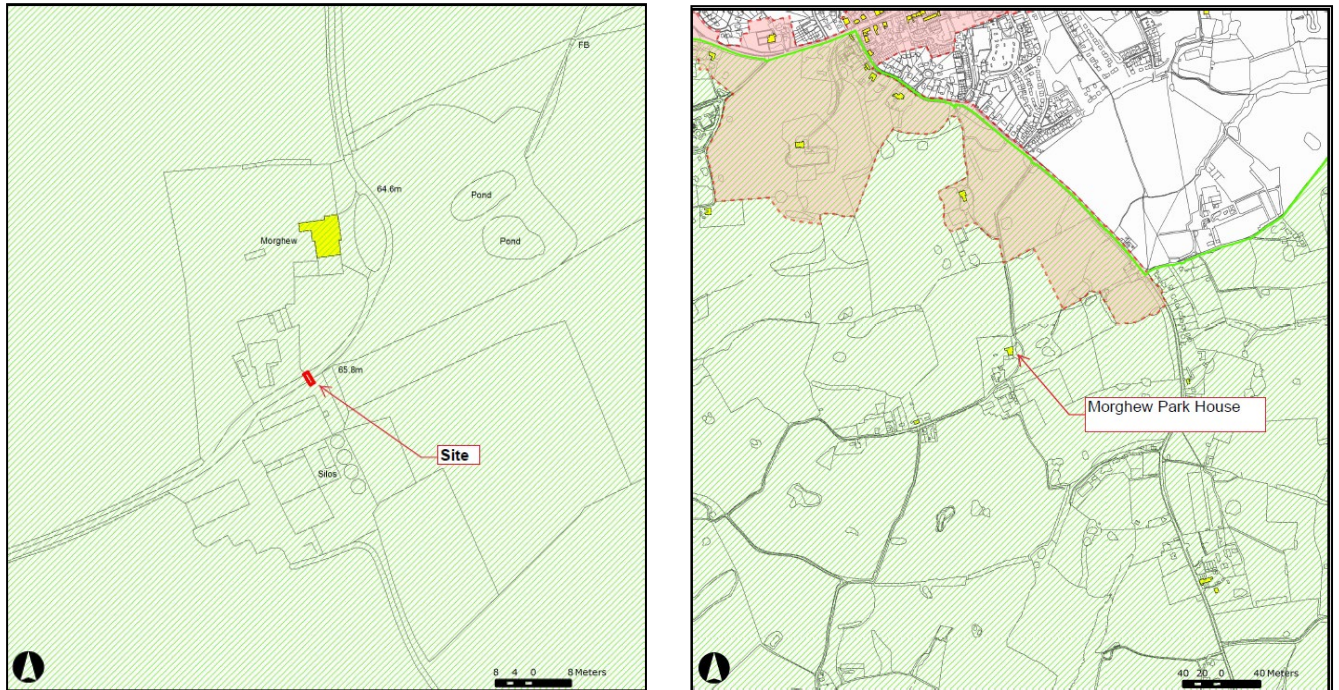 FB
64.6m
Pond
Pond
Morghew
65.8m
Site
Silos
8 4 0 8 Meters
Morghew Park House
40 20 0 40 Meters